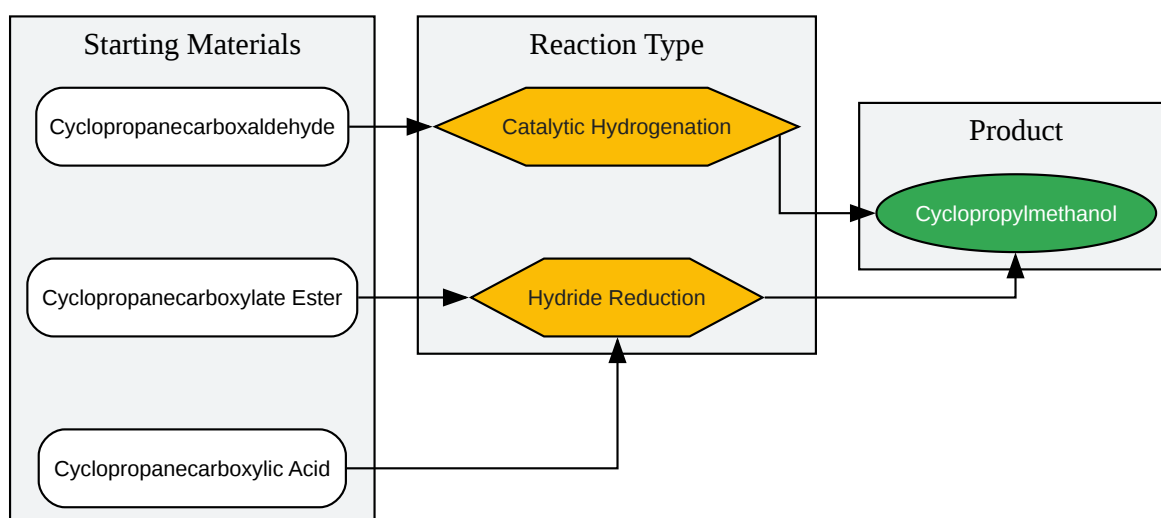 Starting Materials
Reaction Type
Product
Cyclopropanecarboxaldehyde
Catalytic Hydrogenation
Cyclopropylmethanol
Cyclopropanecarboxylate Ester
Hydride Reduction
Cyclopropanecarboxylic Acid